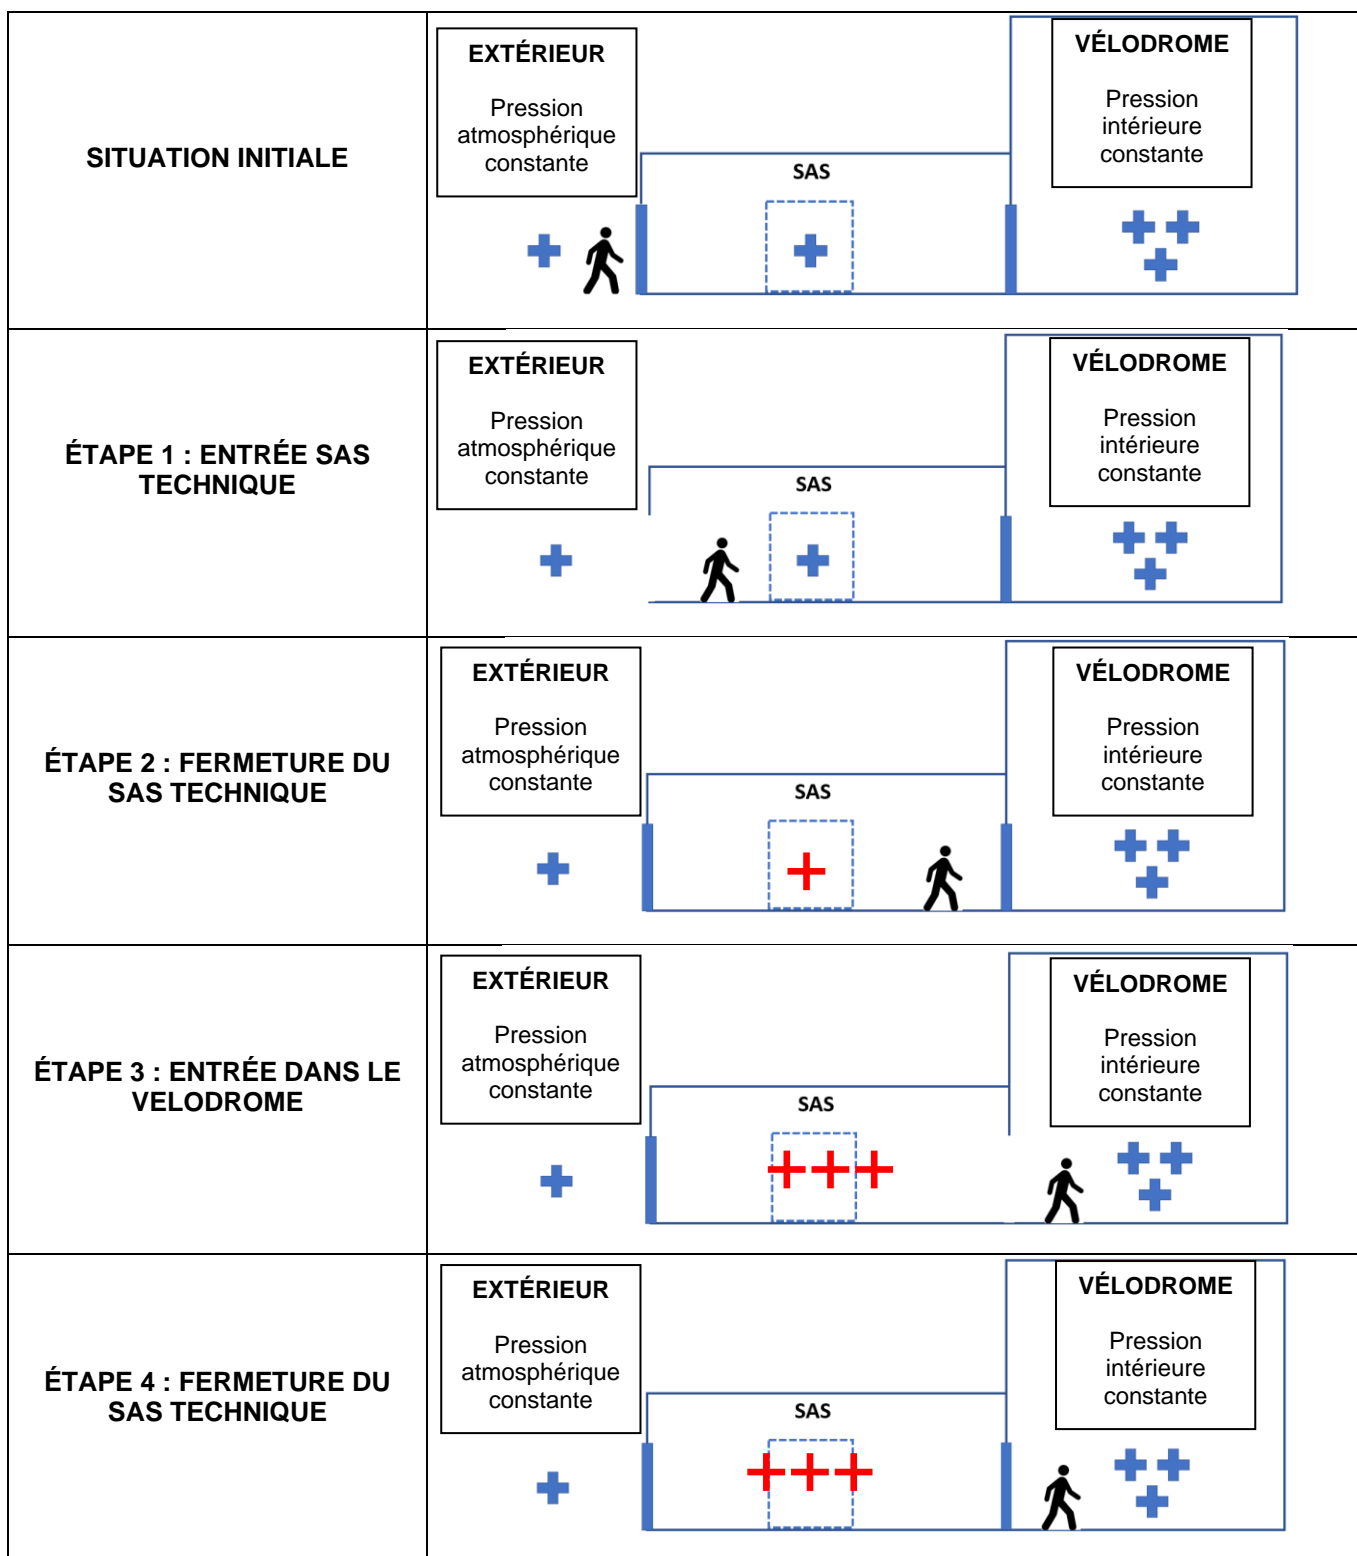 SITUATION INITIALE
EXTÉRIEUR
Pression
atmosphérique
constante
SAS
VÉLODROME
Pression
intérieure
constante
ÉTAPE 1 : ENTRÉE SAS
TECHNIQUE
EXTÉRIEUR
Pression
atmosphérique
constante
SAS
VÉLODROME
Pression
intérieure
constante
ÉTAPE 2 : FERMETURE DU
SAS TECHNIQUE
EXTÉRIEUR
Pression
atmosphérique
constante
SAS
VÉLODROME
Pression
intérieure
constante
ÉTAPE 3 : ENTRÉE DANS LE
VELODROME
EXTÉRIEUR
Pression
atmosphérique
constante
SAS
VÉLODROME
Pression
intérieure
constante
ÉTAPE 4 : FERMETURE DU
SAS TECHNIQUE
EXTÉRIEUR
Pression
atmosphérique
constante
SAS
VÉLODROME
Pression
intérieure
constante